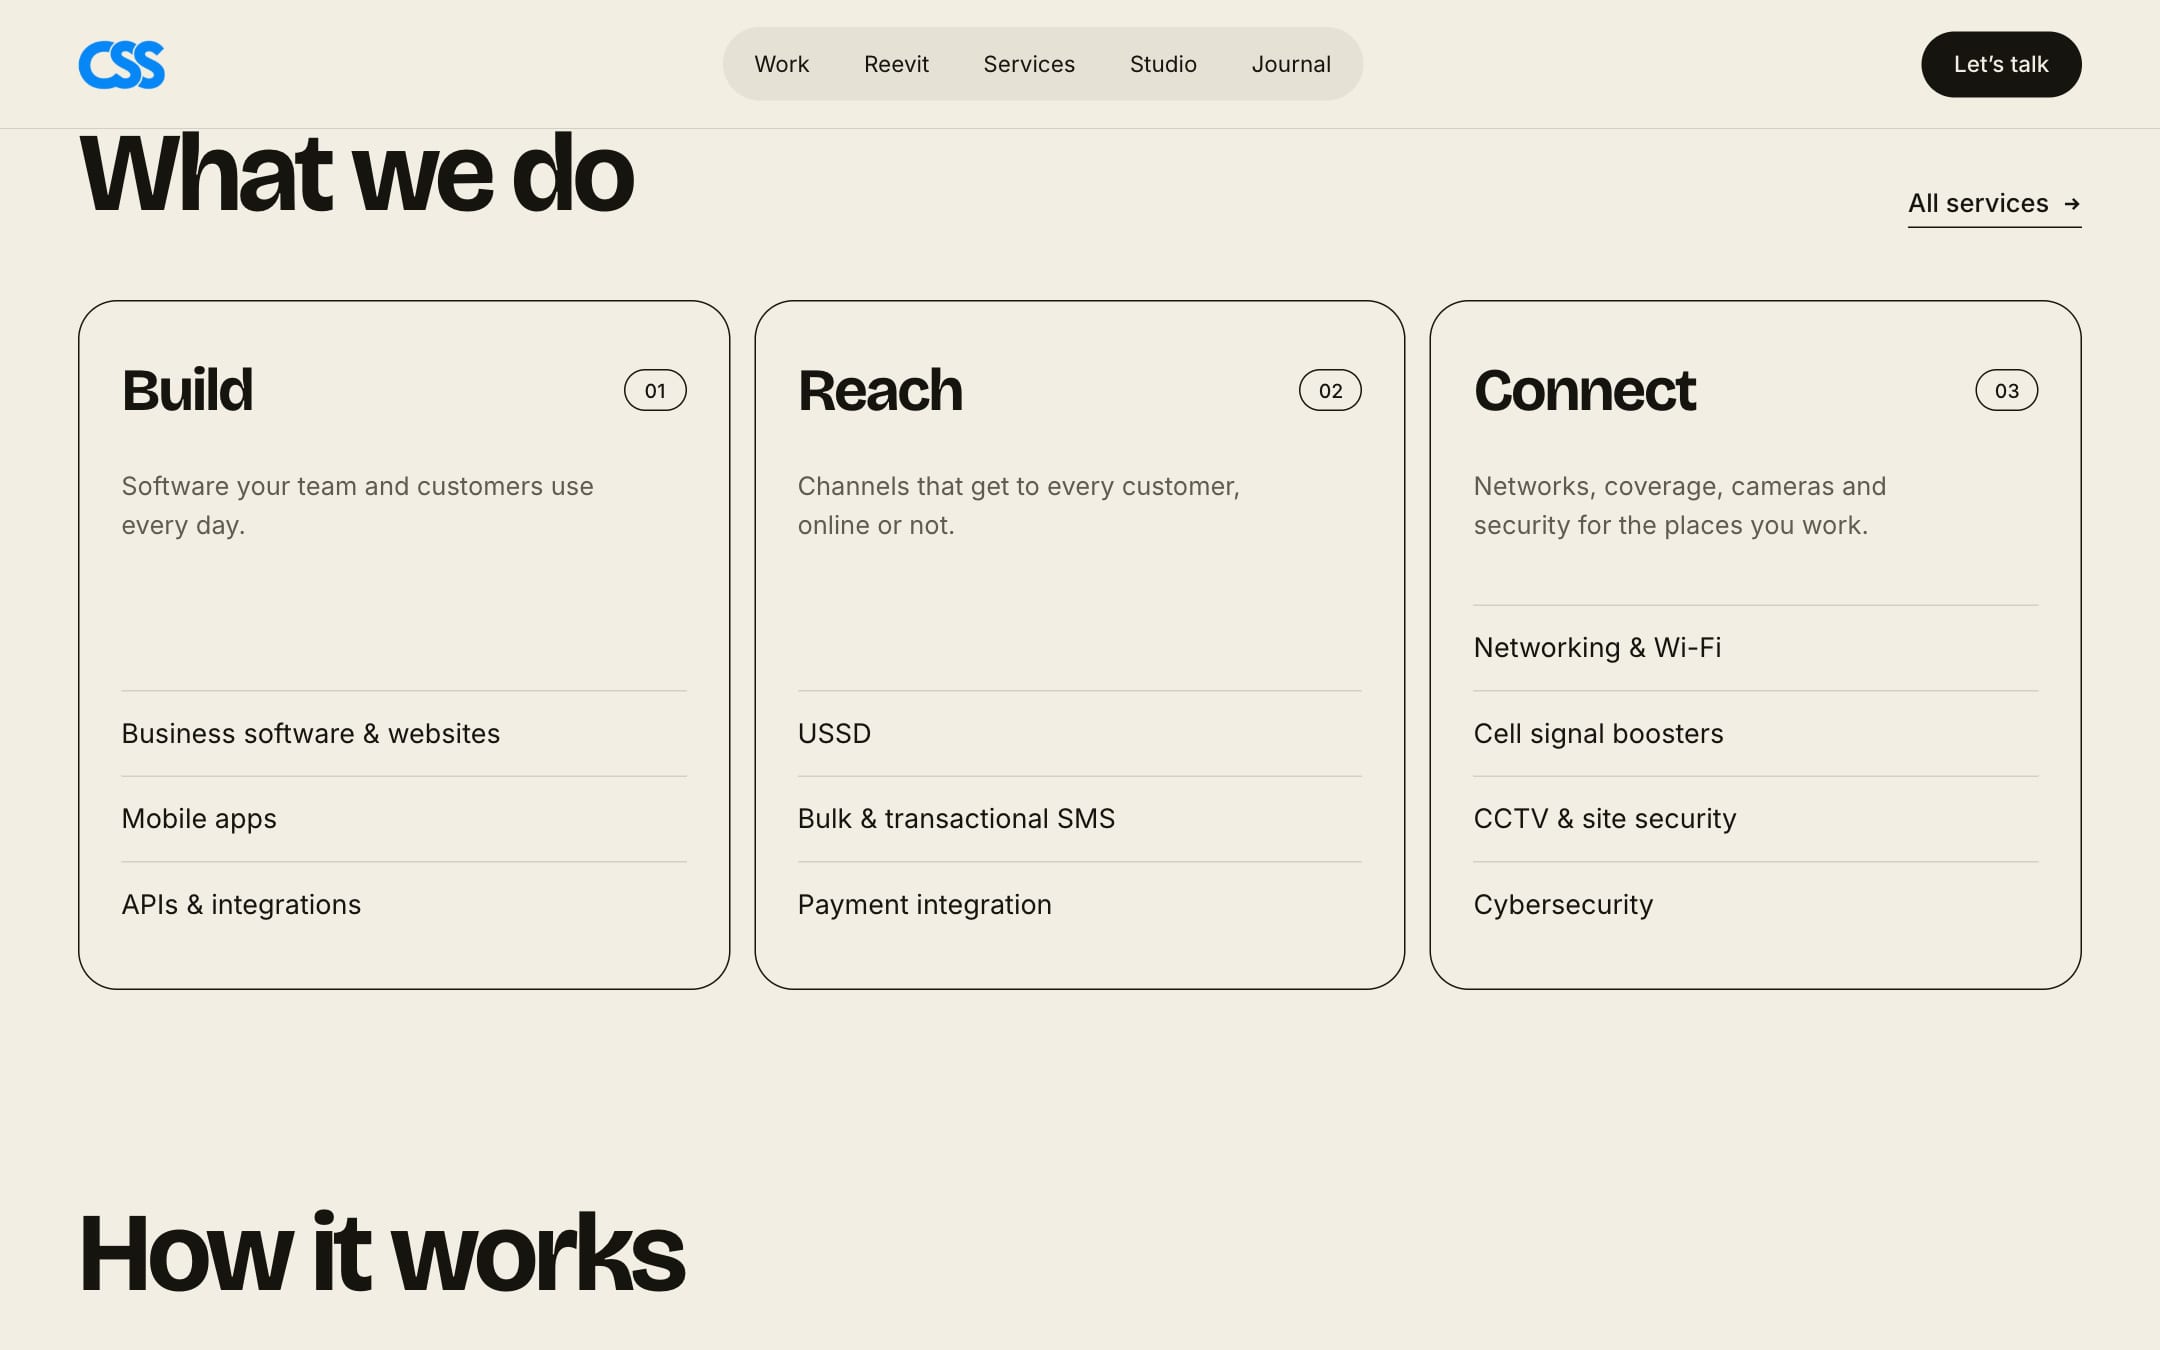 CSS
Work
Reevit
Services
Studio
Journal
Let’s talk
What we do
All services →
Build
01
Software your team and customers use
every day.
Business software & websites
Mobile apps
APIs & integrations
Reach
02
Channels that get to every customer,
online or not.
USSD
Bulk & transactional SMS
Payment integration
Connect
03
Networks, coverage, cameras and
security for the places you work.
Networking & Wi-Fi
Cell signal boosters
CCTV & site security
Cybersecurity
How it works